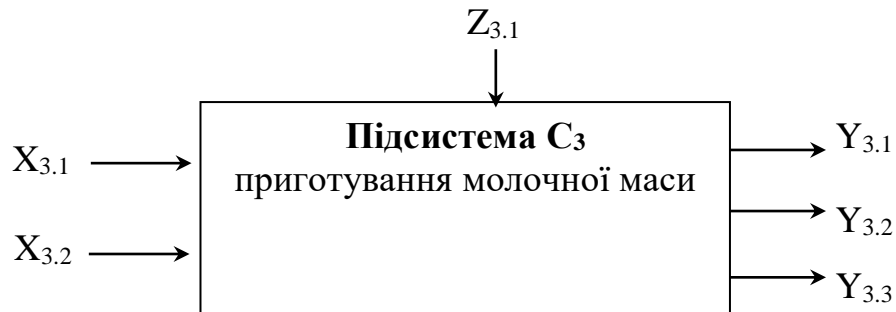 Z3.1
Підсистема С3
приготування молочної маси
X3.1
X3.2
Y3.1
Y3.2
Y3.3